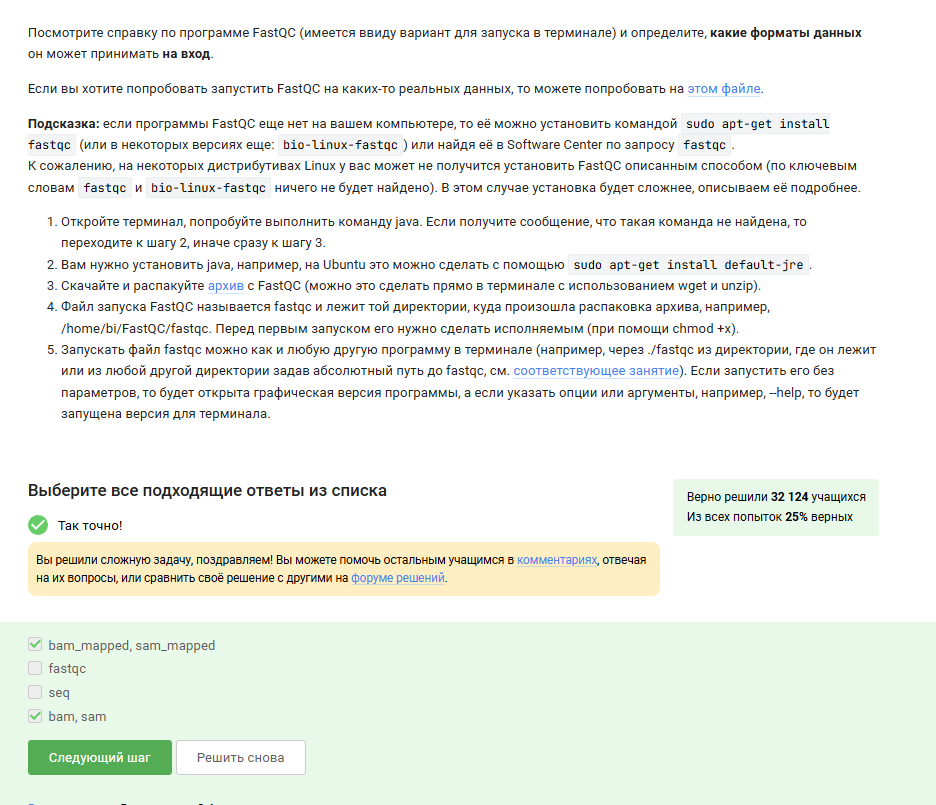 Посмотрите справку по программе FastQC (имеется ввиду вариант для запуска в терминале) и определите, какие форматы данных
он может принимать на вход.
Если вы хотите попробовать запустить FastQC на каких-то реальных данных, то можете попробовать на этом файле.
Подсказка: если программы FastQC еще нет на вашем компьютере, то её можно установить командой sudo apt-get install
fastqc (или в некоторых версиях еще: bio-linux-fastqc) или найдя её в Software Center по запросу fastqc.
К сожалению, на некоторых дистрибутивах Linux у вас может не получится установить FastQC описанным способом (по ключевым
словам fastqc и bio-linux-fastqc ничего не будет найдено). В этом случае установка будет сложнее, описываем её подробнее.
1. Откройте терминал, попробуйте выполнить команду java. Если получите сообщение, что такая команда не найдена, то
переходите к шагу 2, иначе сразу к шагу 3.
2. Вам нужно установить java, например, на Ubuntu это можно сделать с помощью sudo apt-get install default-jre.
3. Скачайте и распакуйте архив с FastQC (можно это сделать прямо в терминале с использованием wget и unzip).
4. Файл запуска FastQC называется fastqc и лежит той директории, куда произошла распаковка архива, например,
/home/bi/FastQC/fastqc. Перед первым запуском его нужно сделать исполняемым (при помощи chmod +x).
5. Запускать файл fastqc можно как и любую другую программу в терминале (например, через ./fastqc из директории, где он лежит
или из любой другой директории задав абсолютный путь до fastqc, см. соответствующее занятие). Если запустить его без
параметров, то будет открыта графическая версия программы, а если указать опции или аргументы, например, --help, то будет
запущена версия для терминала.
Выберите все подходящие ответы из списка
Верно решили 32 124 учащихся
Из всех попыток 25% верных
Так точно!
Вы решили сложную задачу, поздравляем! Вы можете помочь остальным учащимся в комментариях, отвечая
на их вопросы, или сравнить своё решение с другими на форуме решений.
bam_mapped, sam_mapped
fastqc
seq
bam, sam
Следующий шаг
Решить снова